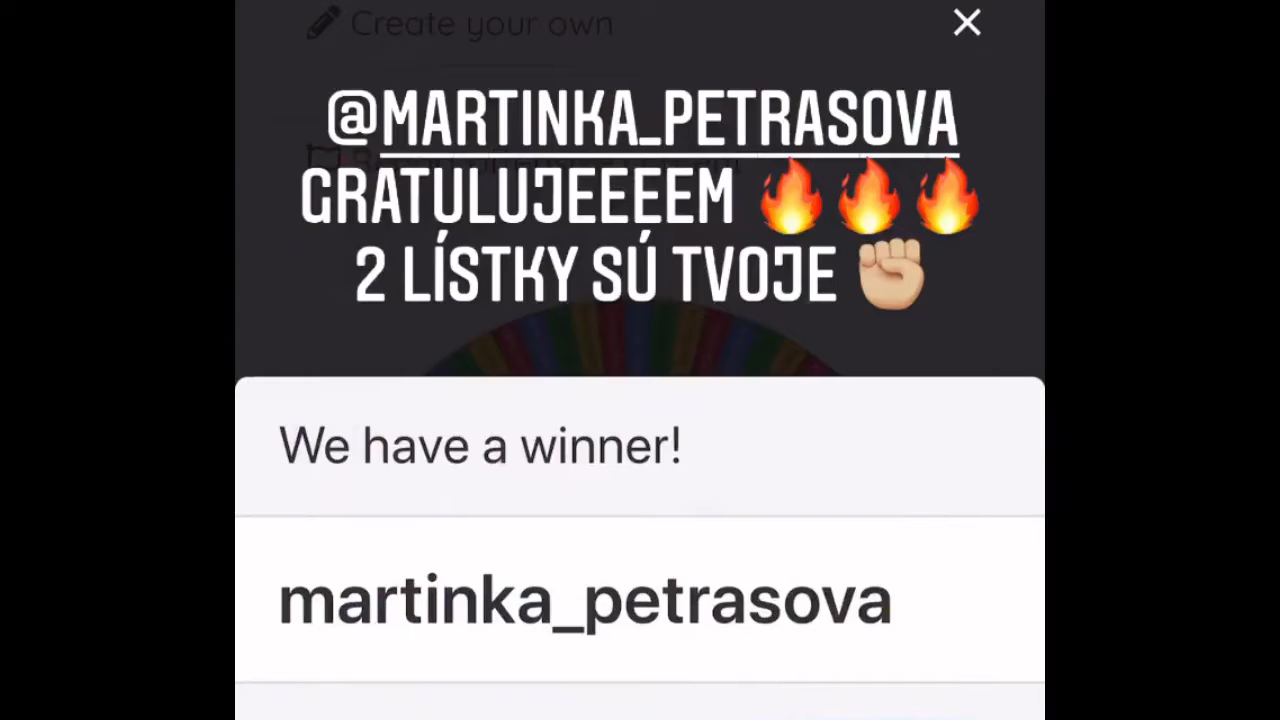 Create your own
@MARTINKA_PETRASOVA
GRATULUJEEEEM 🔥🔥🔥
2 LÍSTKY SÚ TVOJE ✊🏼
We have a winner!
martinka_petrasova